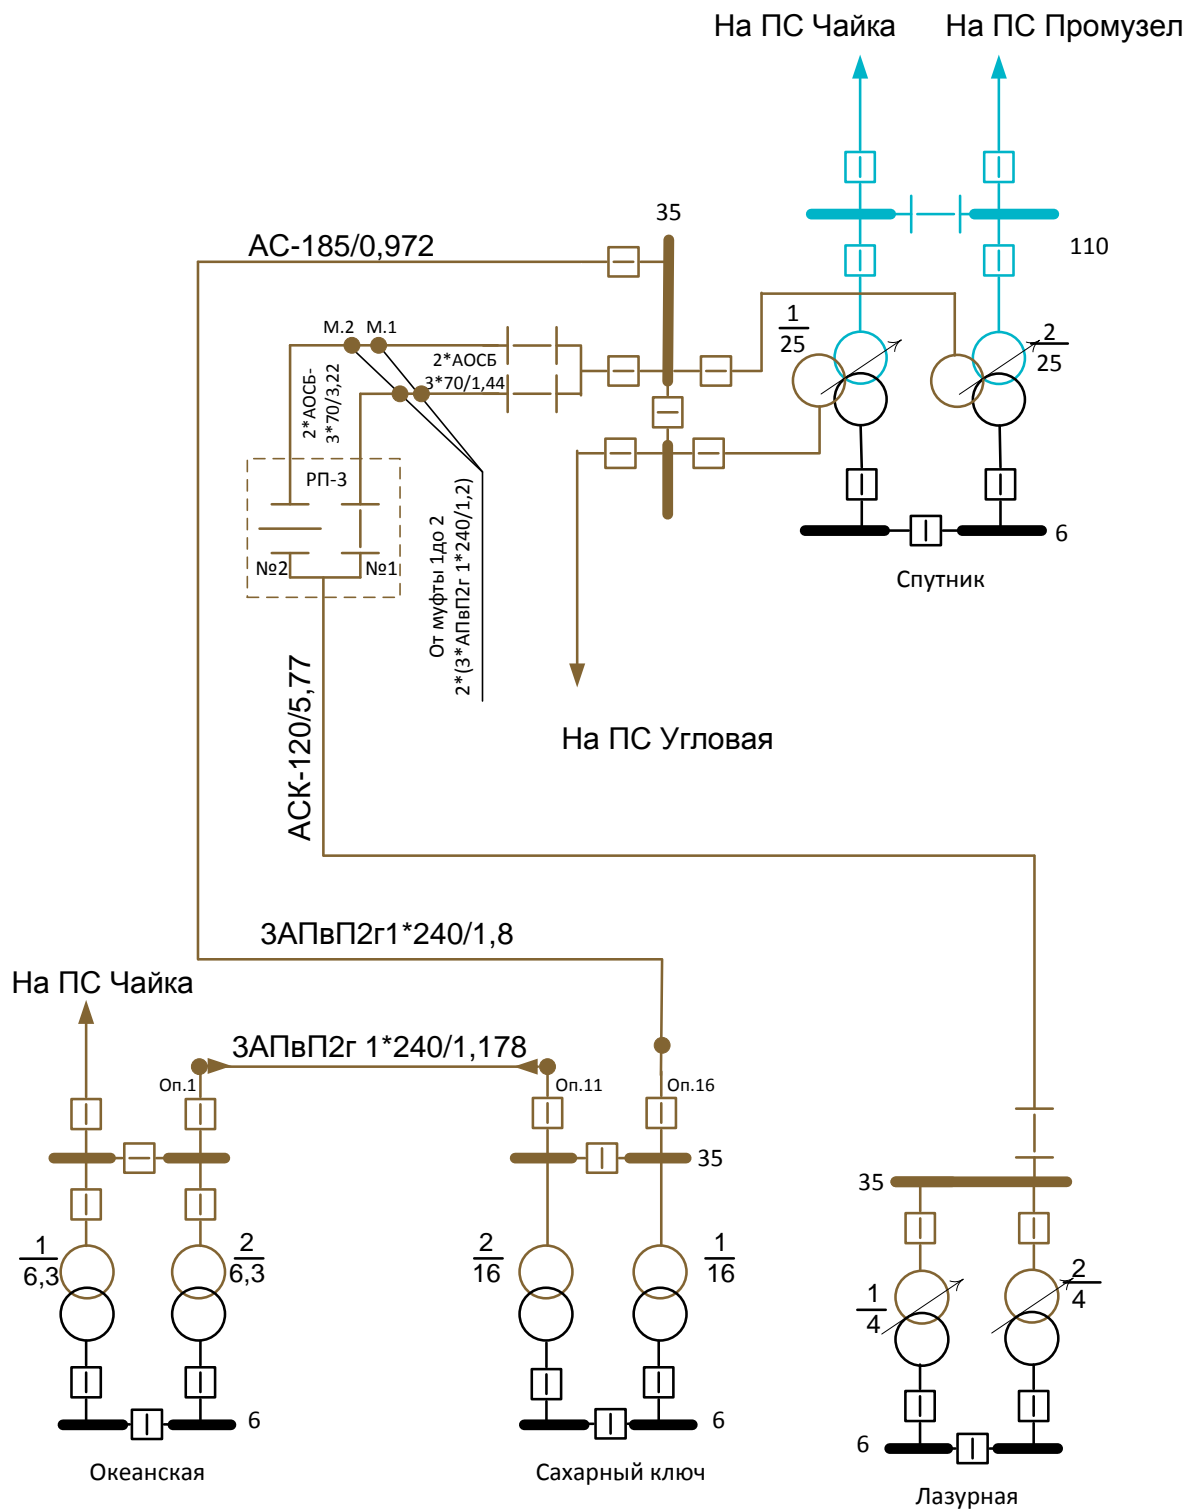 На ПС Чайка
На ПС Промузел
35
110
АС-185/0,972
М.2
М.1
1
25
2
25
2*АОСБ
3*70/1,44
2*АОСБ-
3*70/3,22
РП-3
№2
№1
От муфты 1до 2
2*(3*АПвП2г 1*240/1,2)
6
Спутник
На ПС Угловая
АСК-120/5,77
3АПвП2г1*240/1,8
На ПС Чайка
3АПвП2г 1*240/1,178
Оп.1
Оп.11
Оп.16
35
35
1
6,3
2
6,3
2
16
1
16
1
4
2
4
6
6
6
Океанская
Сахарный ключ
Лазурная